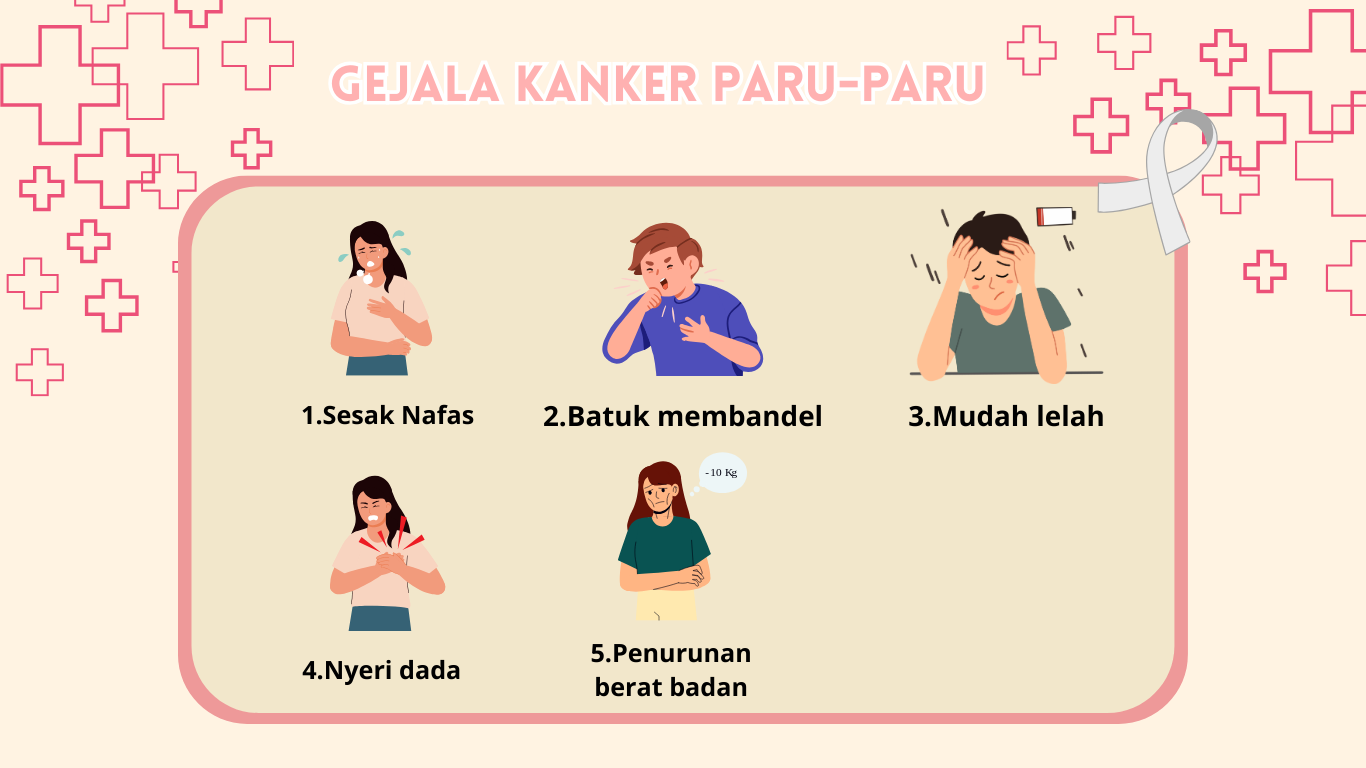 GEJALA KANKER PARU-PARU
1.Sesak Nafas
2.Batuk membandel
3.Mudah lelah
-10 Kg
4.Nyeri dada
5.Penurunan
berat badan